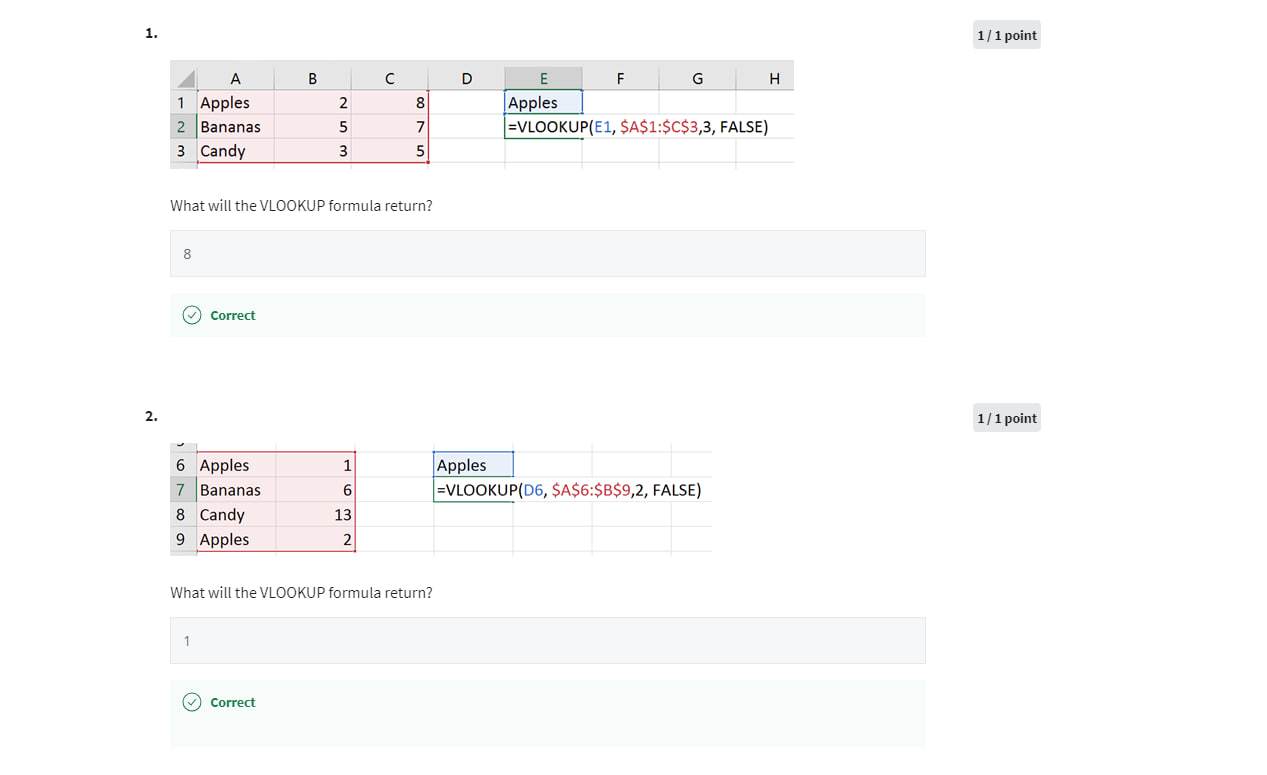 1.
1 / 1 point
A B C D E F G H
1 Apples 2 8 Apples
2 Bananas 5 7 =VLOOKUP(E1, $A$1:$C$3,3, FALSE)
3 Candy 3 5
What will the VLOOKUP formula return?
8
Correct
2.
1 / 1 point
6 Apples 1 Apples
7 Bananas 6 =VLOOKUP(D6, $A$6:$B$9,2, FALSE)
8 Candy 13
9 Apples 2
What will the VLOOKUP formula return?
1
Correct